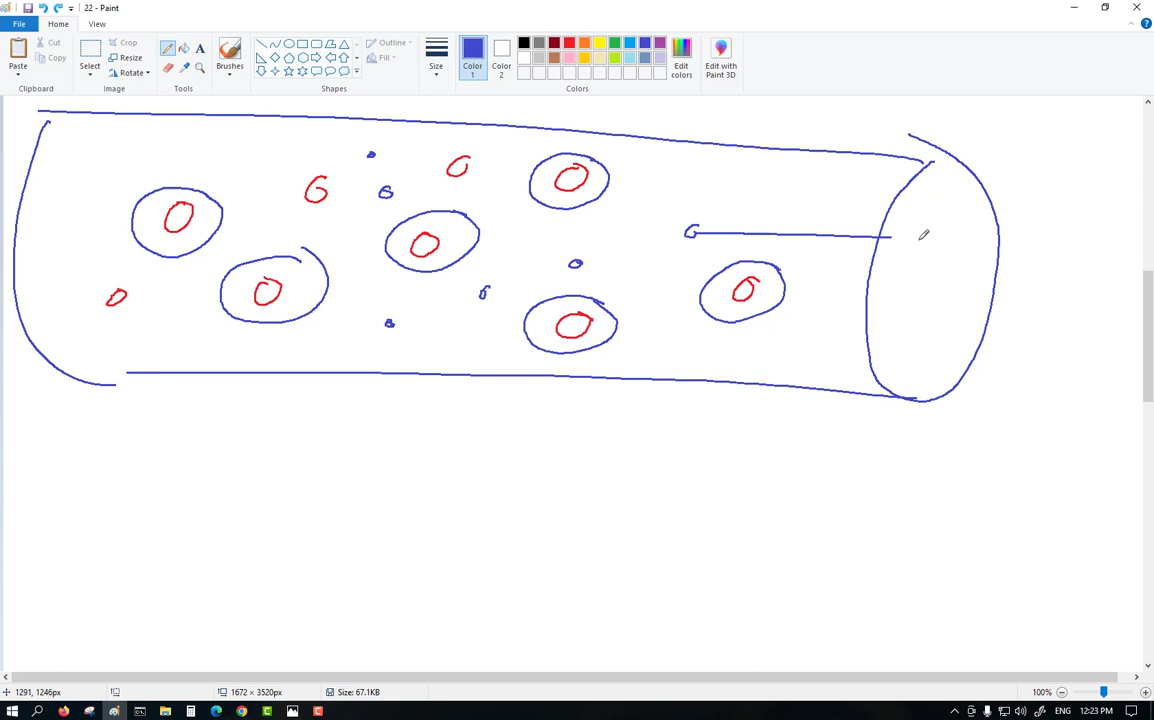 22 - Paint
File
Home
View
Paste
Cut
Copy
Clipboard
Select
Crop
Resize
Rotate
Image
Tools
Brushes
Shapes
Outline
Fill
Size
Color 1
Color 2
Colors
Edit colors
Edit with Paint 3D
1291, 1246px
1672 × 3520px
Size: 67.1KB
100%
ENG
12:23 PM